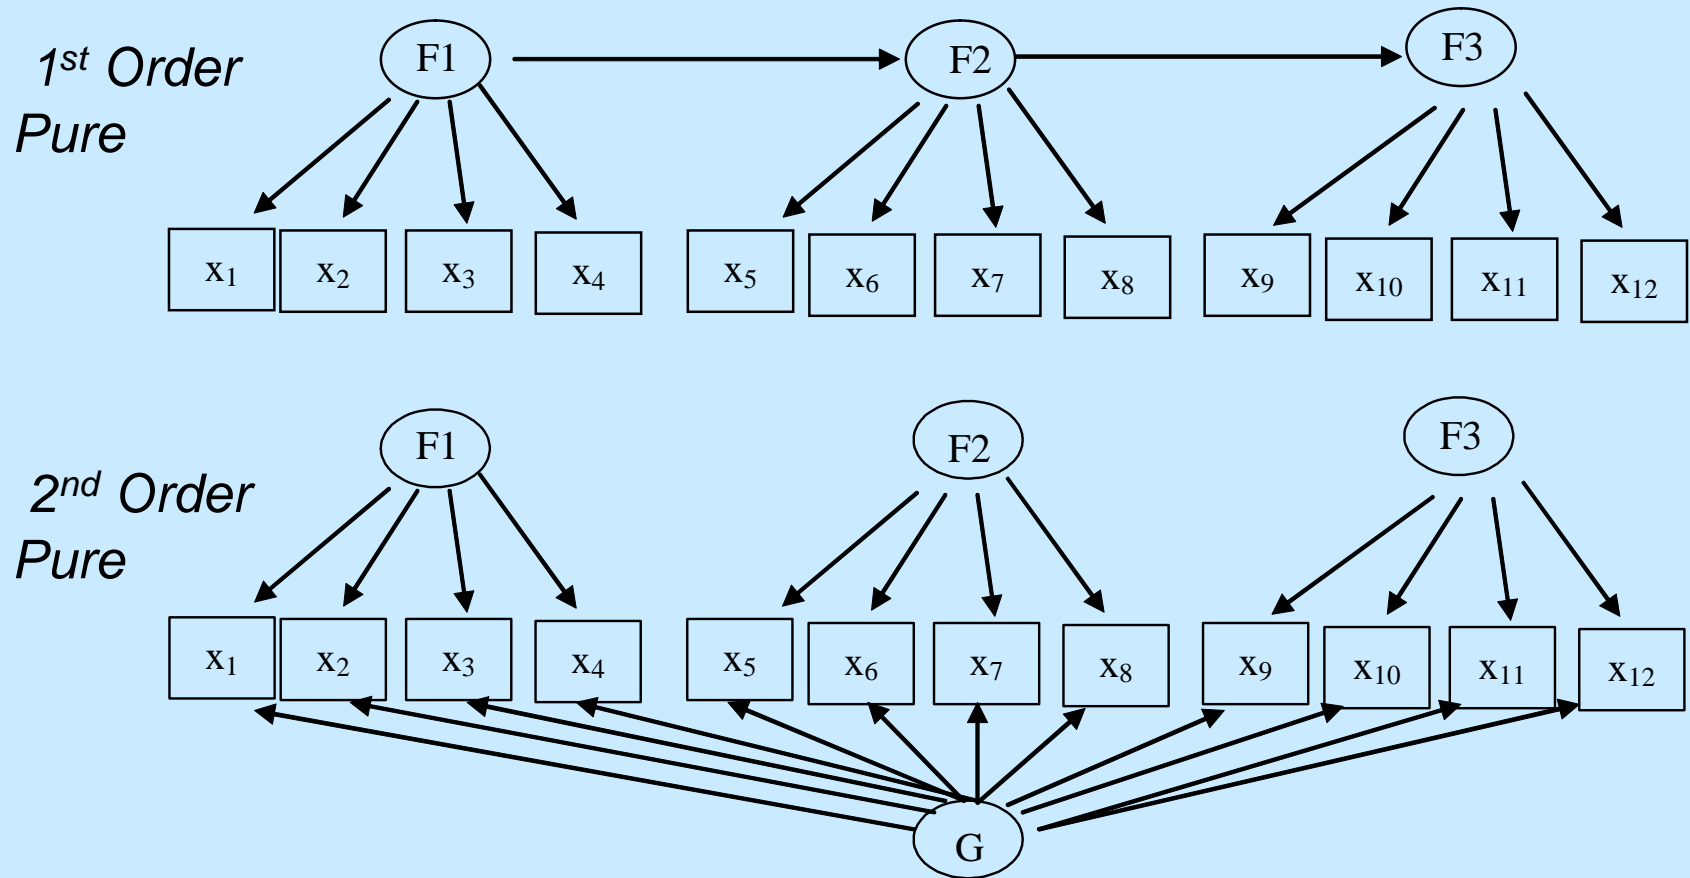 1st Order
Pure
F1 F2 F3
x1 x2 x3 x4 x5 x6 x7 x8 x9 x10 x11 x12
2nd Order
Pure
F1 F2 F3
x1 x2 x3 x4 x5 x6 x7 x8 x9 x10 x11 x12
G